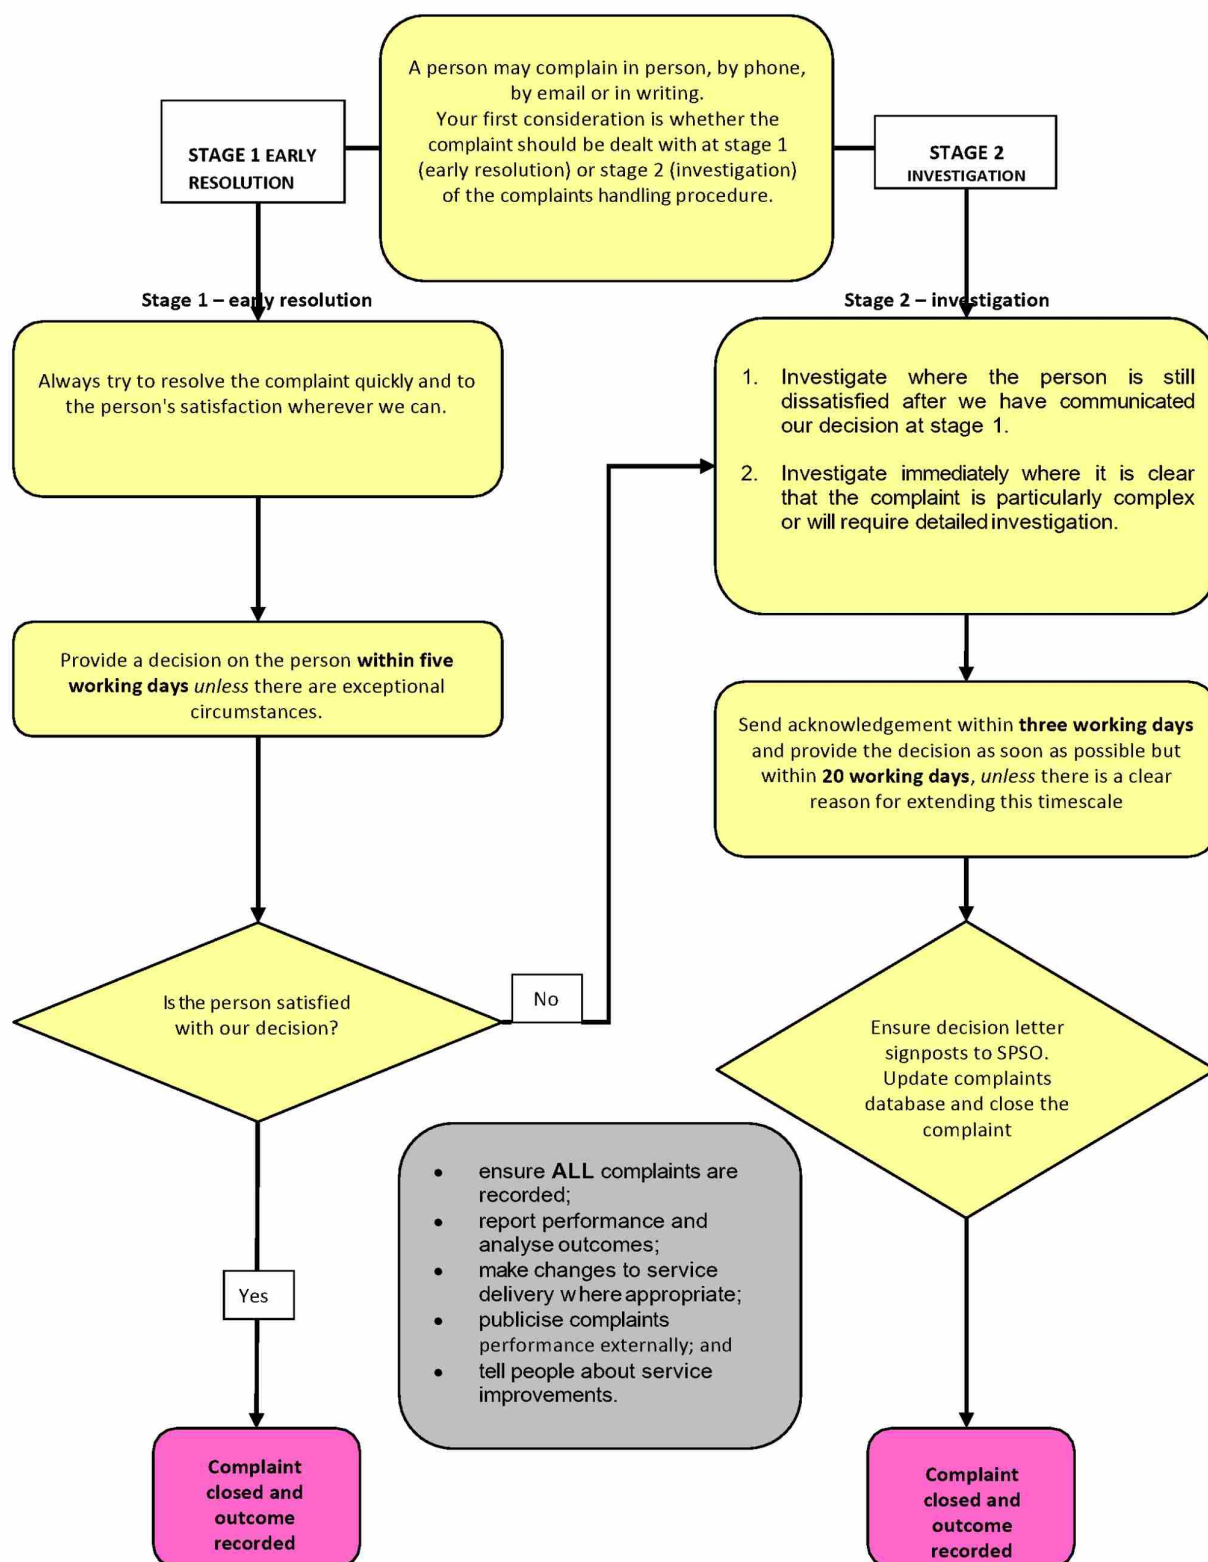 A person may complain in person, by phone,
by email or in writing.
Your first consideration is whether the
complaint should be dealt with at stage 1
(early resolution) or stage 2 (investigation)
of the complaints handling procedure.
STAGE 1 EARLY
RESOLUTION
STAGE 2
INVESTIGATION
Stage 1 – early resolution
Always try to resolve the complaint quickly and to
the person's satisfaction wherever we can.
Provide a decision on the person within five
working days unless there are exceptional
circumstances.
Is the person satisfied
with our decision?
No
Yes
Complaint
closed and
outcome
recorded
Stage 2 – investigation
1. Investigate where the person is still
dissatisfied after we have communicated
our decision at stage 1.
2. Investigate immediately where it is clear
that the complaint is particularly complex
or will require detailed investigation.
Send acknowledgement within three working days
and provide the decision as soon as possible but
within 20 working days, unless there is a clear
reason for extending this timescale
Ensure decision letter
signposts to SPSO.
Update complaints
database and close the
complaint
• ensure ALL complaints are
recorded;
• report performance and
analyse outcomes;
• make changes to service
delivery where appropriate;
• publicise complaints
performance externally; and
• tell people about service
improvements.
Complaint
closed and
outcome
recorded